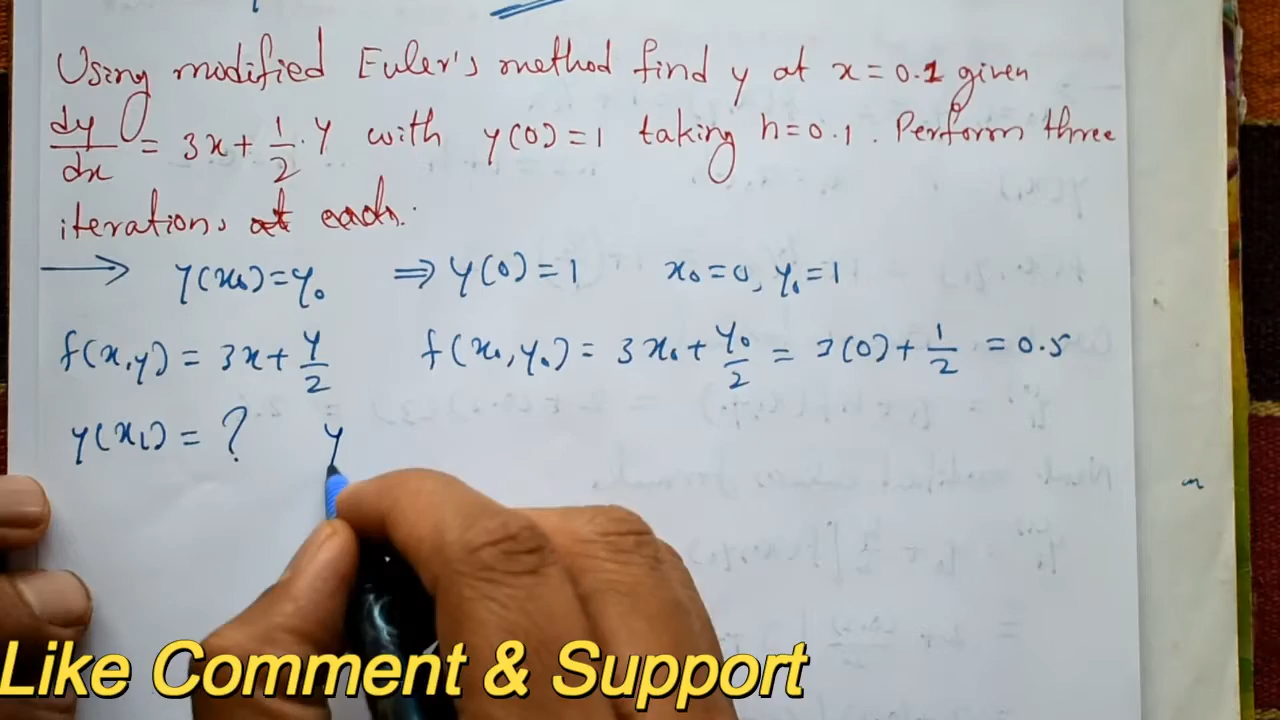 Using modified Euler's method find y at x = 0.1 given
dy/dx = 3x + 1/2 · y with y(0) = 1 taking h = 0.1. Perform three
iterations at each.
→ y(x₀) = y₀ ⇒ y(0) = 1 x₀ = 0, y₀ = 1
f(x,y) = 3x + y/2 f(x₀,y₀) = 3x₀ + y₀/2 = 3(0) + 1/2 = 0.5
y(x₁) = ? y
Like Comment & Support